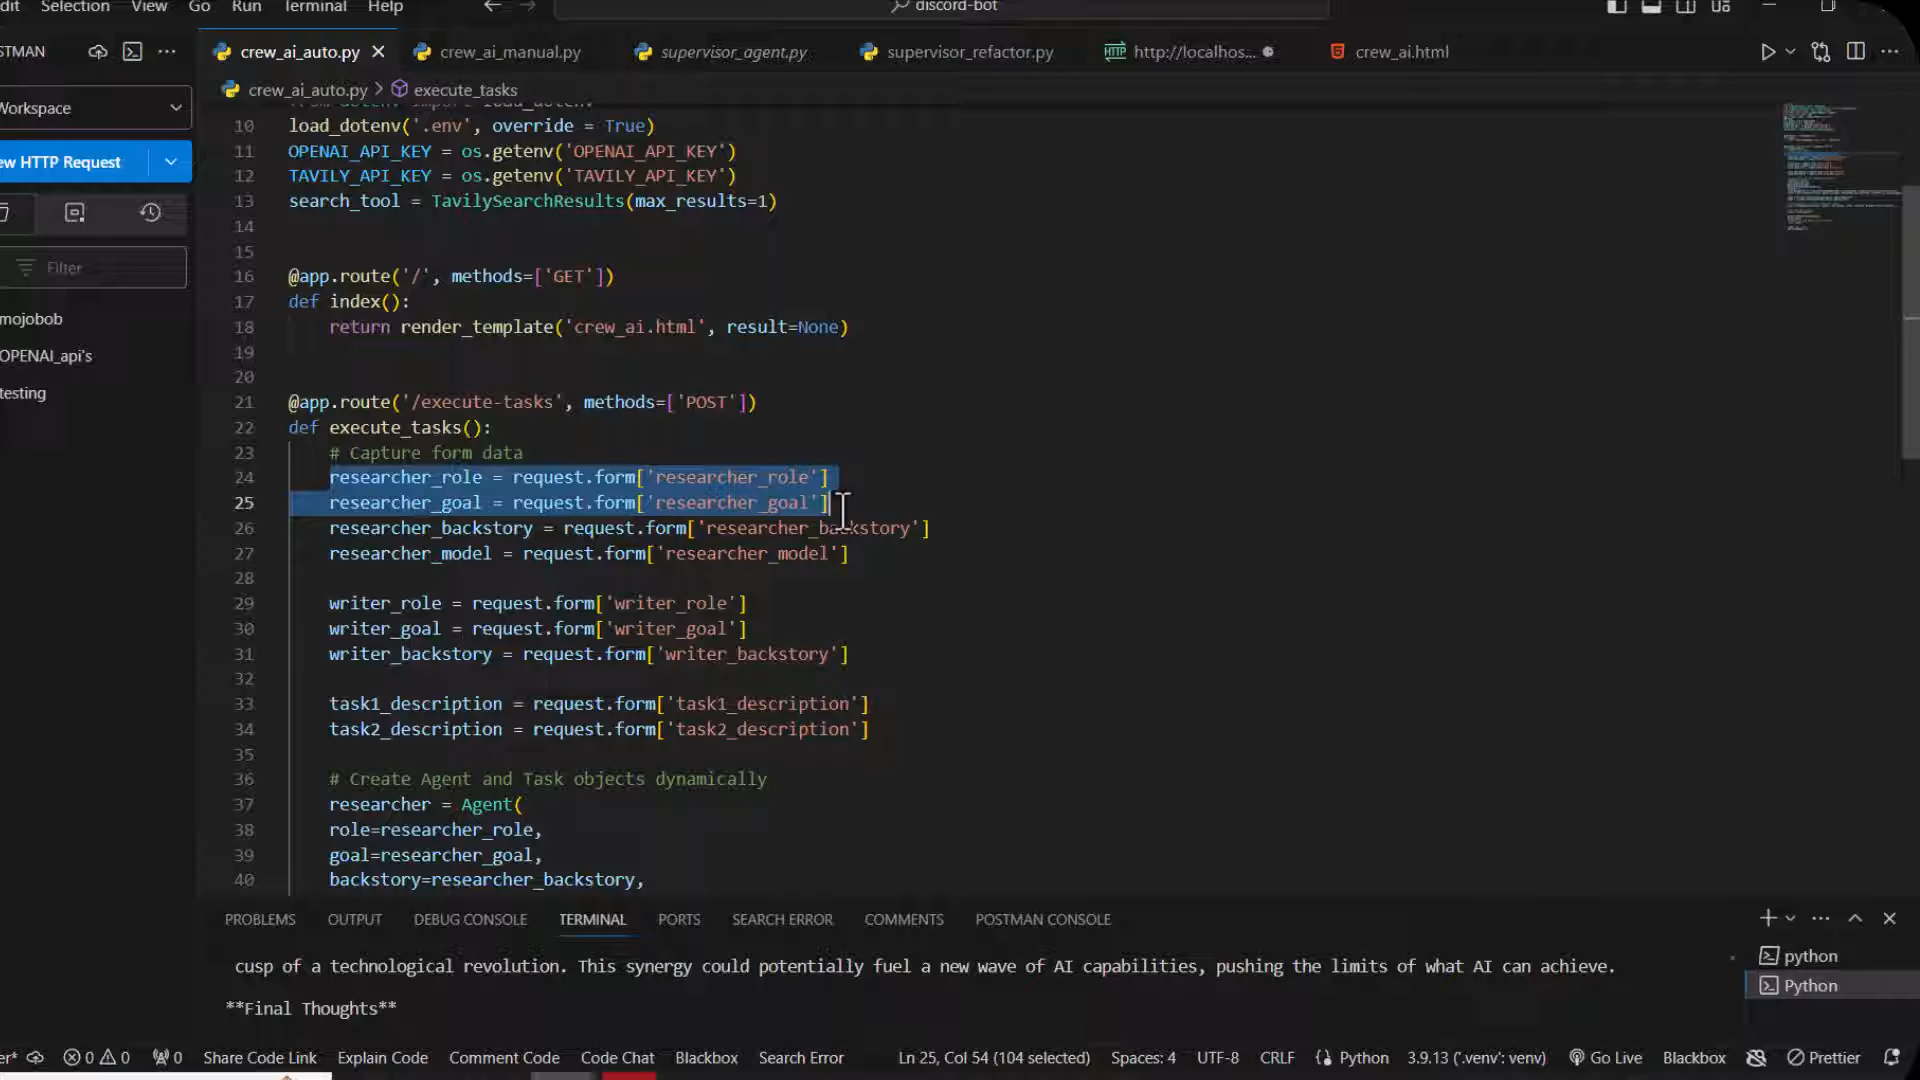 dit Selection View Go Run Terminal Help
discord-bot
STMAN
crew_ai_auto.py crew_ai_manual.py supervisor_agent.py supervisor_refactor.py HTTP http://localhos... crew_ai.html
Workspace
crew_ai_auto.py > execute_tasks
ew HTTP Request
Filter
mojobob
OPENAI_api's
testing
10 load_dotenv('.env', override = True)
11 OPENAI_API_KEY = os.getenv('OPENAI_API_KEY')
12 TAVILY_API_KEY = os.getenv('TAVILY_API_KEY')
13 search_tool = TavilySearchResults(max_results=1)
14
15
16 @app.route('/', methods=['GET'])
17 def index():
18 return render_template('crew_ai.html', result=None)
19
20
21 @app.route('/execute-tasks', methods=['POST'])
22 def execute_tasks():
23 # Capture form data
24 researcher_role = request.form['researcher_role']
25 researcher_goal = request.form['researcher_goal']
26 researcher_backstory = request.form['researcher_backstory']
27 researcher_model = request.form['researcher_model']
28
29 writer_role = request.form['writer_role']
30 writer_goal = request.form['writer_goal']
31 writer_backstory = request.form['writer_backstory']
32
33 task1_description = request.form['task1_description']
34 task2_description = request.form['task2_description']
35
36 # Create Agent and Task objects dynamically
37 researcher = Agent(
38 role=researcher_role,
39 goal=researcher_goal,
40 backstory=researcher_backstory,
PROBLEMS OUTPUT DEBUG CONSOLE TERMINAL PORTS SEARCH ERROR COMMENTS POSTMAN CONSOLE
cusp of a technological revolution. This synergy could potentially fuel a new wave of AI capabilities, pushing the limits of what AI can achieve.
**Final Thoughts**
python
Python
er* 0 0 0 Share Code Link Explain Code Comment Code Code Chat Blackbox Search Error Ln 25, Col 54 (104 selected) Spaces: 4 UTF-8 CRLF Python 3.9.13 ('.venv': venv) Go Live Blackbox Prettier